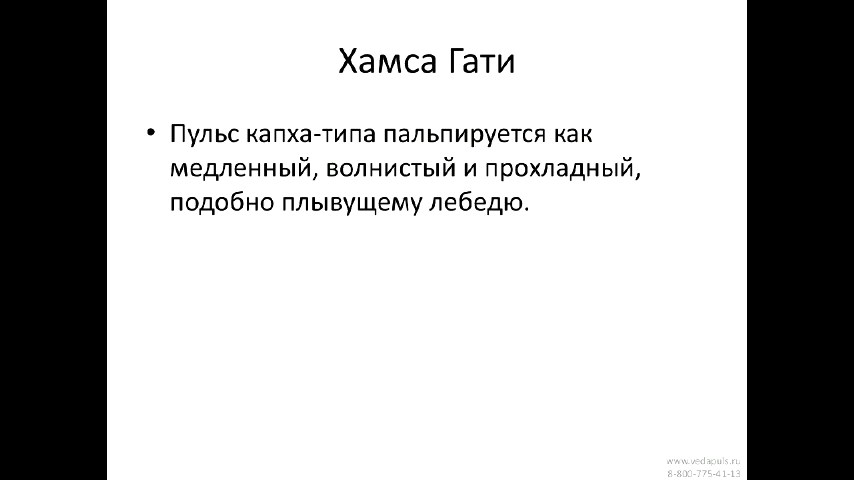 Хамса Гати
• Пульс капха-типа пальпируется как
медленный, волнистый и прохладный,
подобно плывущему лебедю.
www.vedapuls.ru
8-800-775-41-13